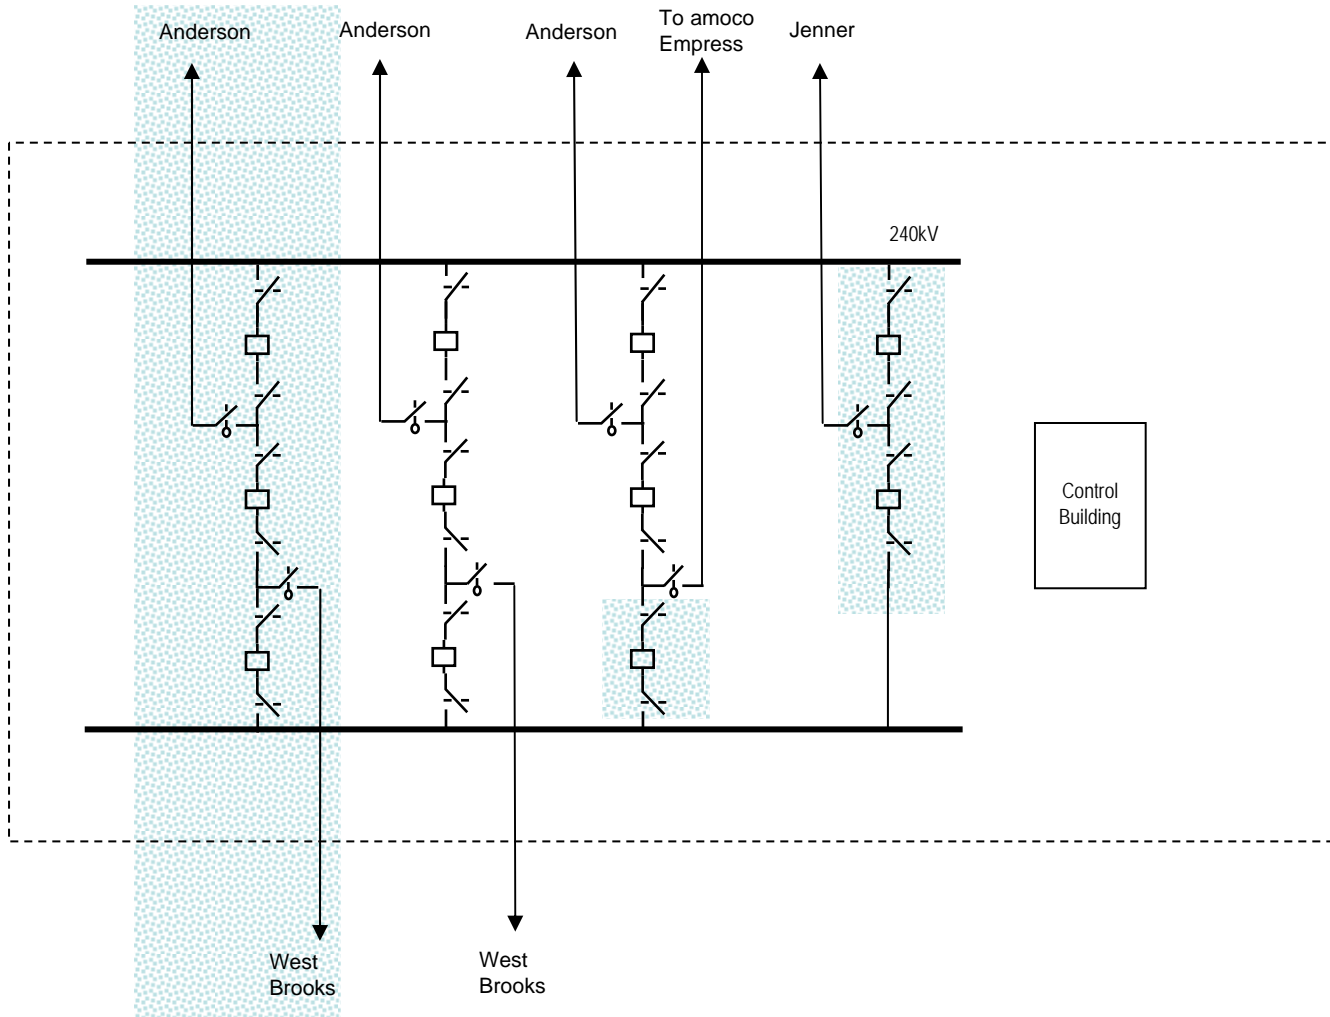 Anderson
Anderson
Anderson
To amoco
Empress
Jenner
240kV
Control
Building
West
Brooks
West
Brooks